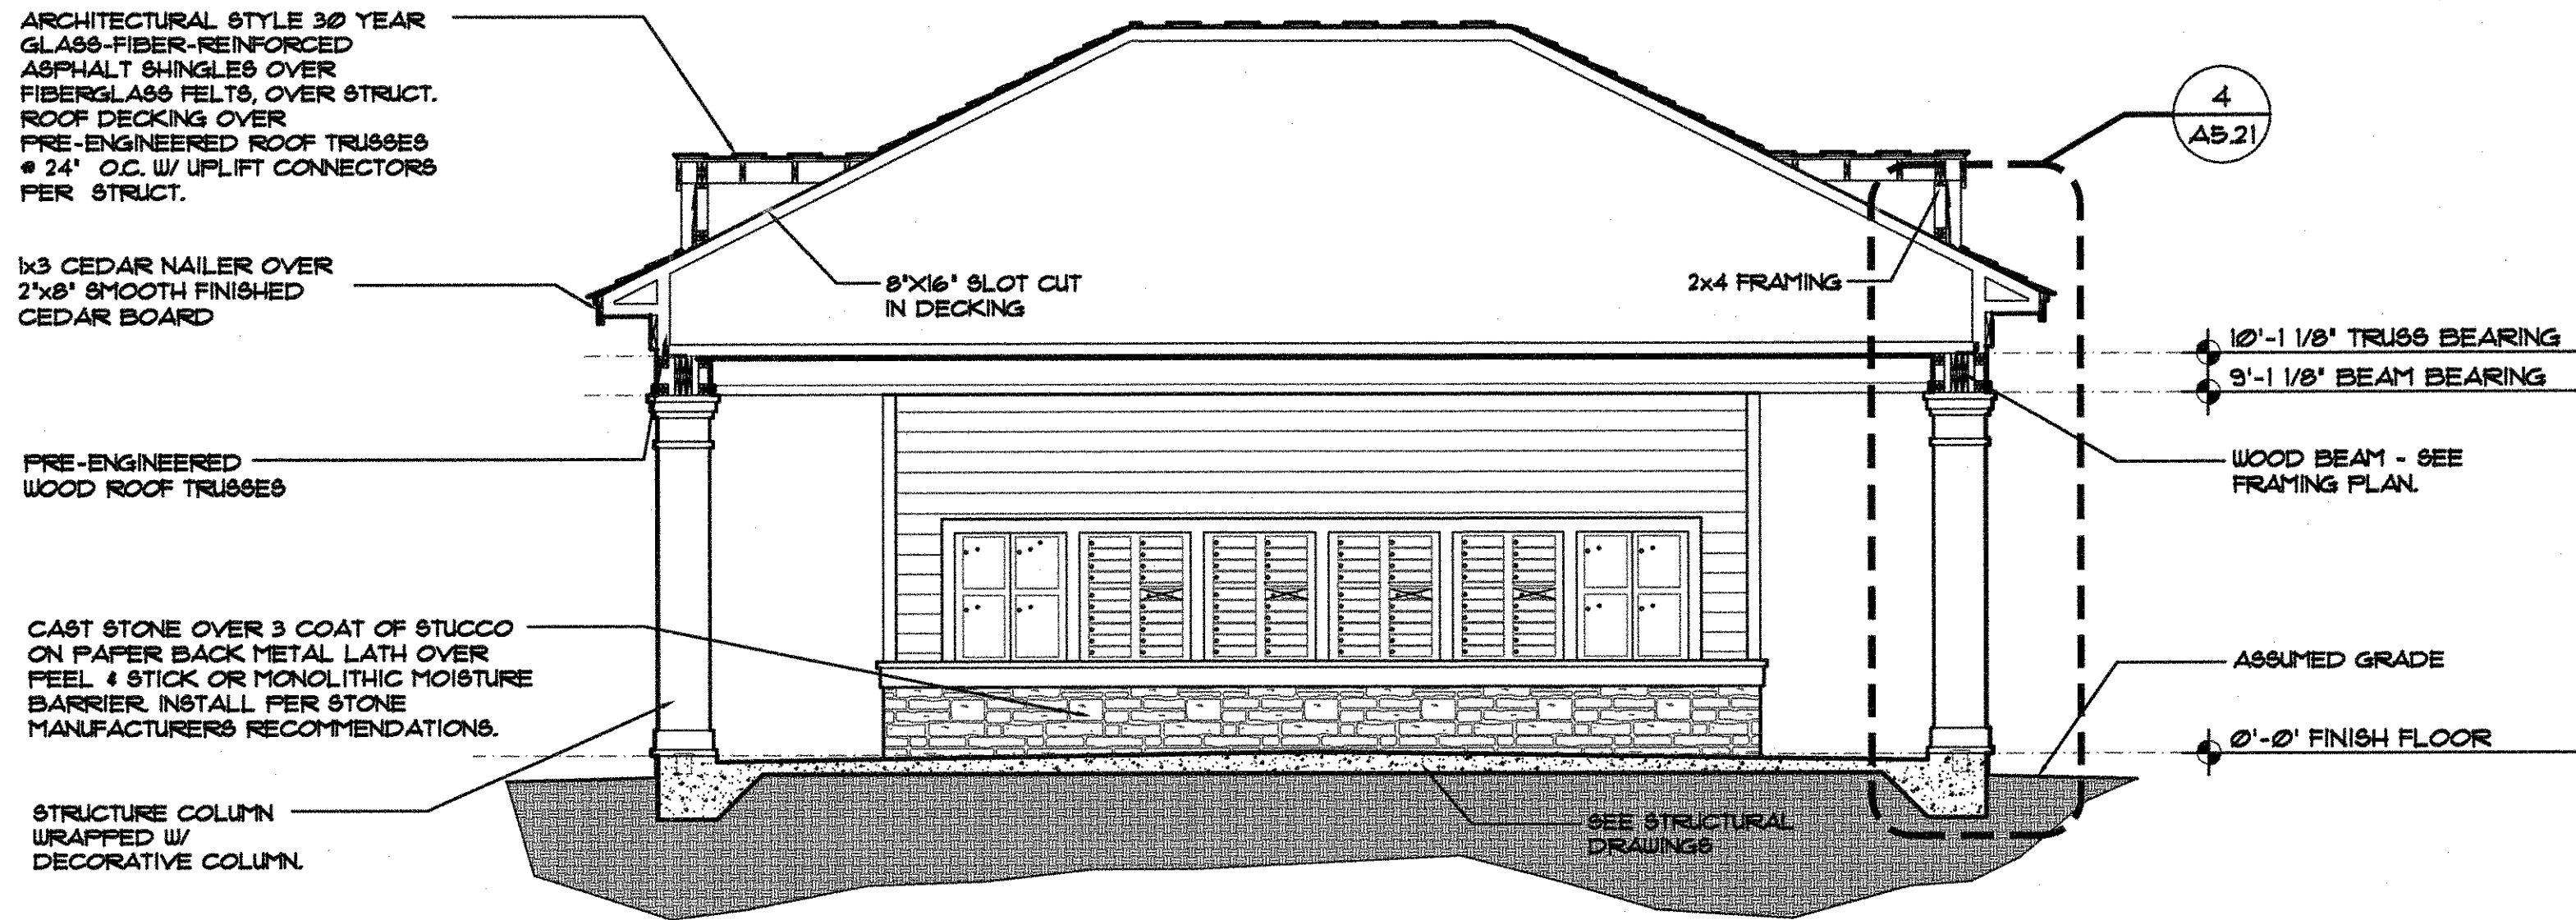 ARCHITECTURAL STYLE 30 YEAR
GLASS-FIBER-REINFORCED
ASPHALT SHINGLES OVER
FIBERGLASS FELTS, OVER STRUCT.
ROOF DECKING OVER
PRE-ENGINEERED ROOF TRUSSES
@ 24" O.C. W/ UPLIFT CONNECTORS
PER STRUCT.
1x3 CEDAR NAILER OVER
2"x8" SMOOTH FINISHED
CEDAR BOARD
PRE-ENGINEERED
WOOD ROOF TRUSSES
CAST STONE OVER 3 COAT OF STUCCO
ON PAPER BACK METAL LATH OVER
PEEL & STICK OR MONOLITHIC MOISTURE
BARRIER. INSTALL PER STONE
MANUFACTURERS RECOMMENDATIONS.
STRUCTURE COLUMN
WRAPPED W/
DECORATIVE COLUMN.
8"X16" SLOT CUT
IN DECKING
2x4 FRAMING
4
A5.21
10'-1 1/8" TRUSS BEARING
9'-1 1/8" BEAM BEARING
WOOD BEAM - SEE
FRAMING PLAN.
ASSUMED GRADE
0'-0" FINISH FLOOR
SEE STRUCTURAL
DRAWINGS